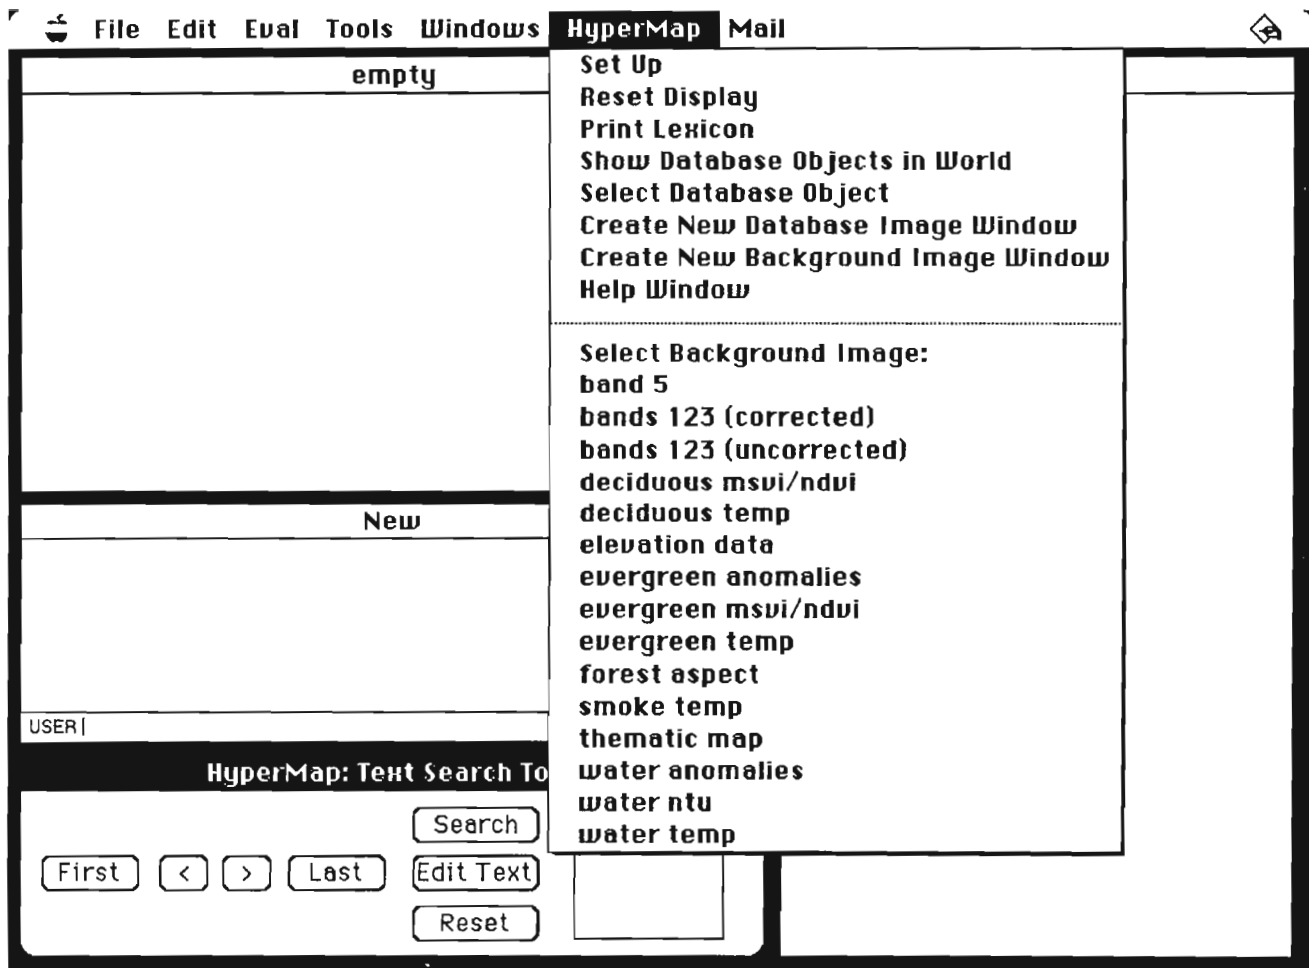 File Edit Eval Tools Windows HyperMap Mail
empty
Set Up
Reset Display
Print Lexicon
Show Database Objects in World
Select Database Object
Create New Database Image Window
Create New Background Image Window
Help Window
Select Background Image:
band 5
bands 123 (corrected)
bands 123 (uncorrected)
deciduous msvi/ndvi
deciduous temp
elevation data
evergreen anomalies
evergreen msvi/ndvi
evergreen temp
forest aspect
smoke temp
thematic map
water anomalies
water ntu
water temp
New
USER
HyperMap: Text Search To
Search
First < > Last Edit Text
Reset